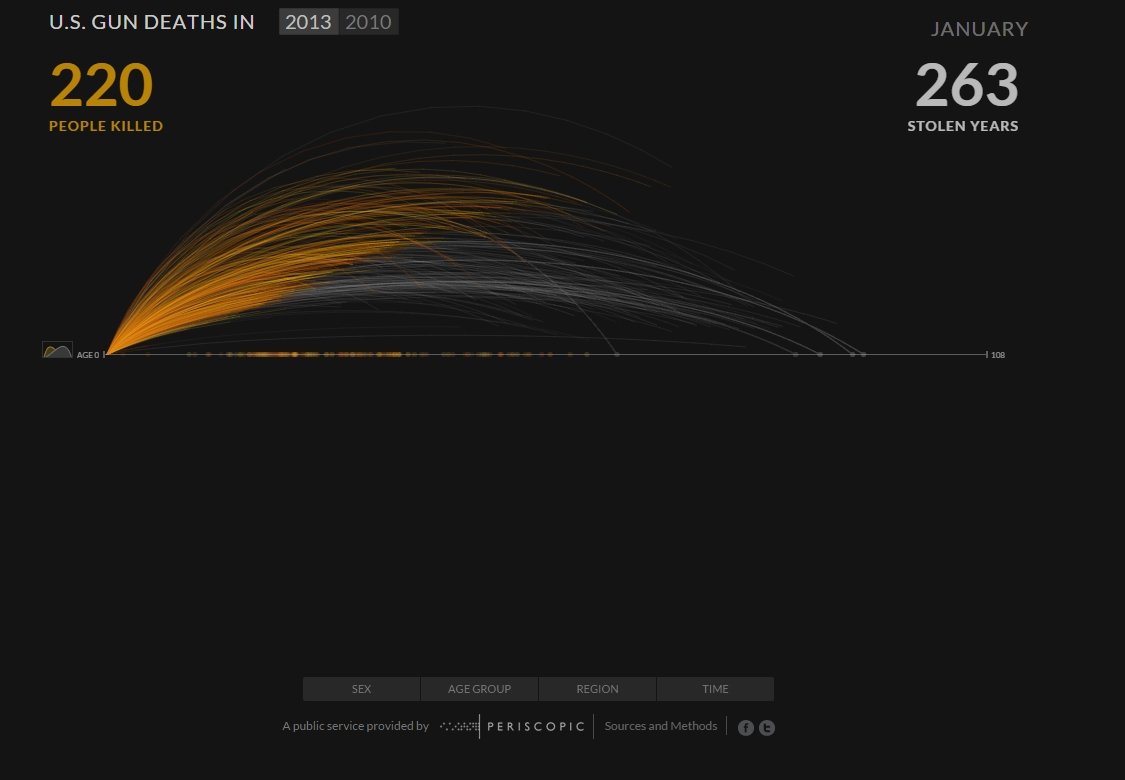 U.S. GUN DEATHS IN 2013 2010
JANUARY
220
PEOPLE KILLED
263
STOLEN YEARS
AGE 0
108
SEX AGE GROUP REGION TIME
A public service provided by PERISCOPIC Sources and Methods